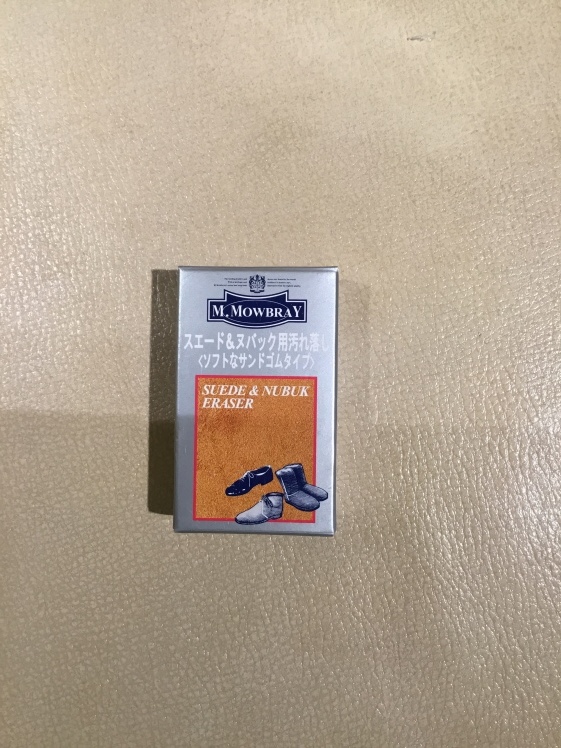 M. MOWBRAY
スエード&ヌバック用汚れ落し
〈ソフトなサンドゴムタイプ〉
SUEDE & NUBUK
ERASER